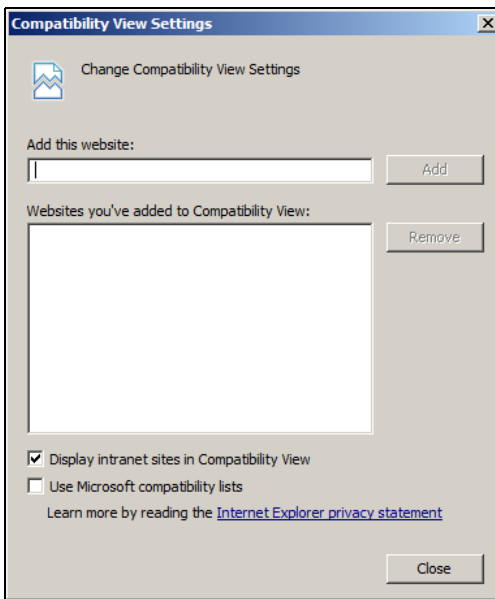 Compatibility View Settings
Change Compatibility View Settings
Add this website:
Add
Websites you've added to Compatibility View:
Remove
Display intranet sites in Compatibility View
Use Microsoft compatibility lists
Learn more by reading the Internet Explorer privacy statement
Close